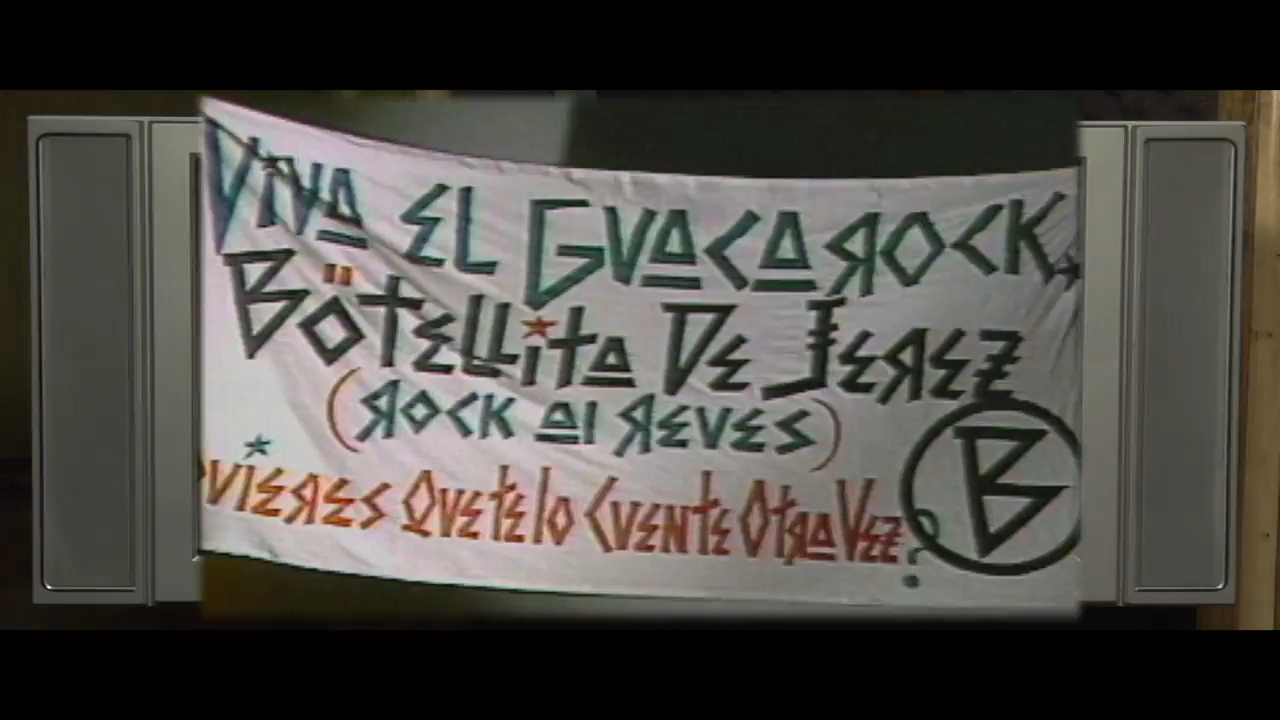 VIVA EL GUACAROCK,
BÖTELLITA DE JEREZ
(ROCK AL REVES)
B
QUIERES QUE TE LO CUENTE OTRA VEZ?